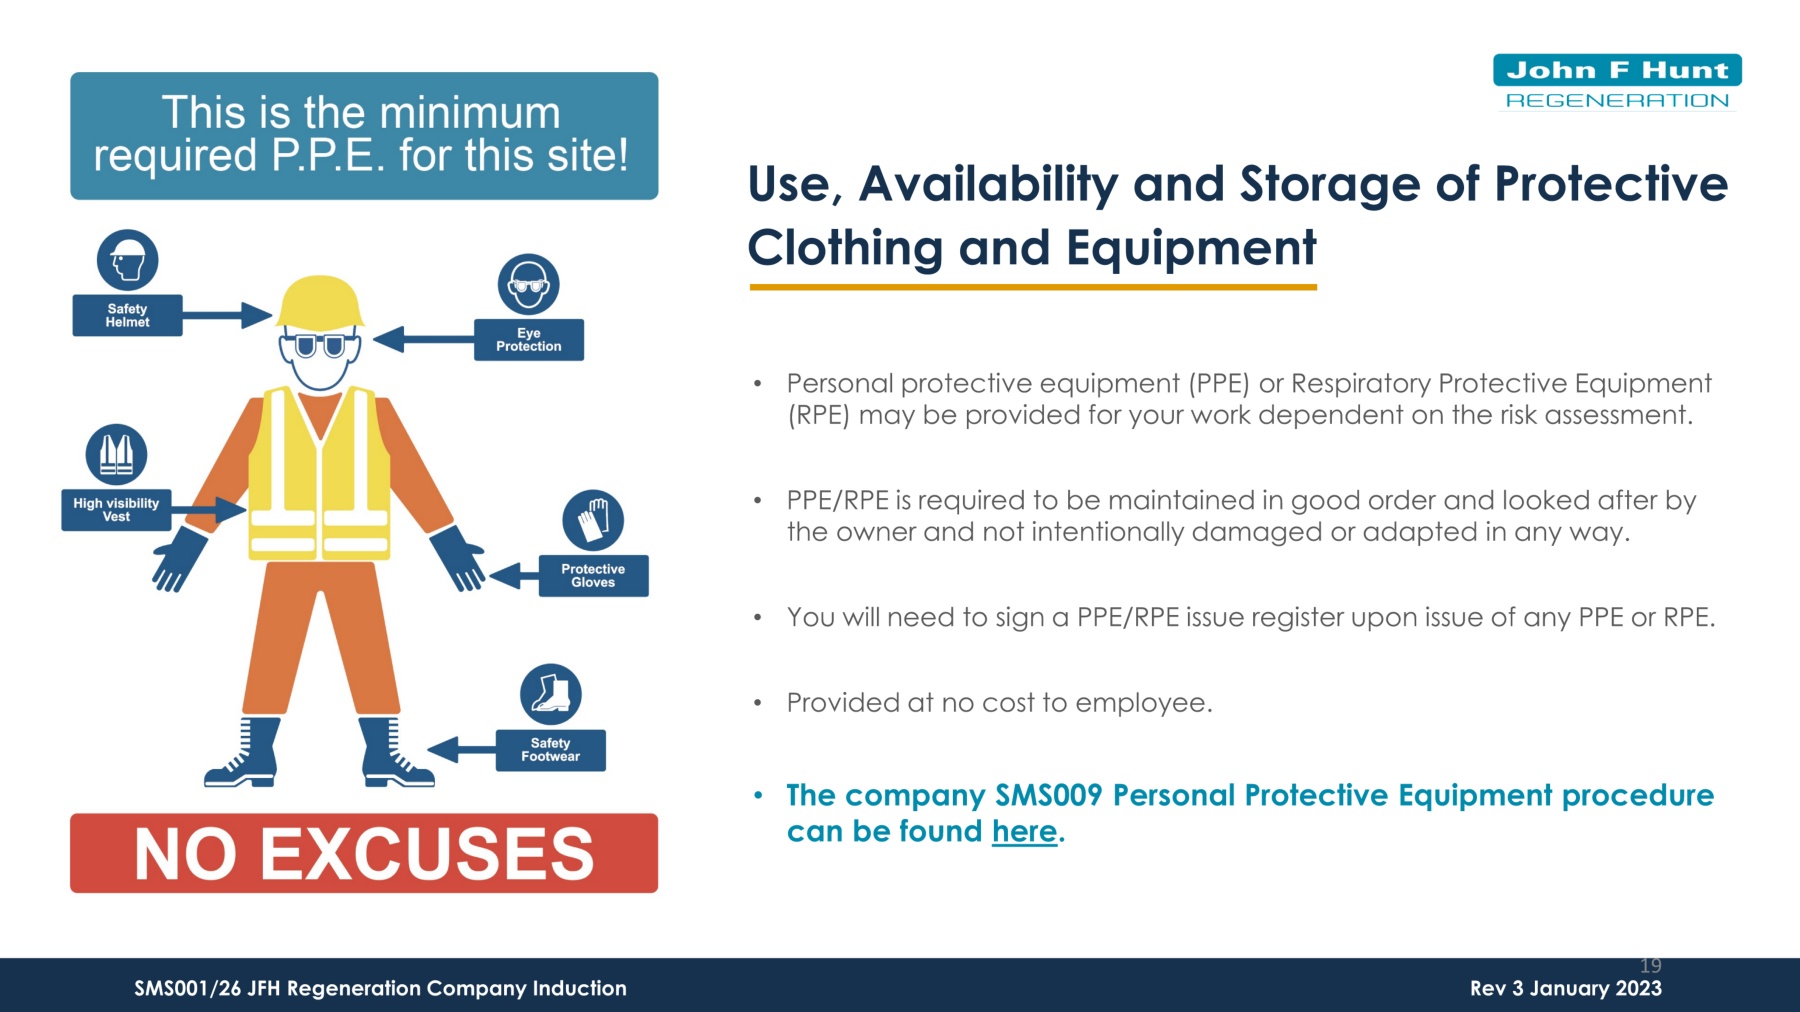 This is the minimum
required P.P.E. for this site!
Safety
Helmet
Eye
Protection
High visibility
Vest
Protective
Gloves
Safety
Footwear
NO EXCUSES
John F Hunt
REGENERATION
Use, Availability and Storage of Protective
Clothing and Equipment
• Personal protective equipment (PPE) or Respiratory Protective Equipment
(RPE) may be provided for your work dependent on the risk assessment.
• PPE/RPE is required to be maintained in good order and looked after by
the owner and not intentionally damaged or adapted in any way.
• You will need to sign a PPE/RPE issue register upon issue of any PPE or RPE.
• Provided at no cost to employee.
• The company SMS009 Personal Protective Equipment procedure
can be found here.
SMS001/26 JFH Regeneration Company Induction
19
Rev 3 January 2023